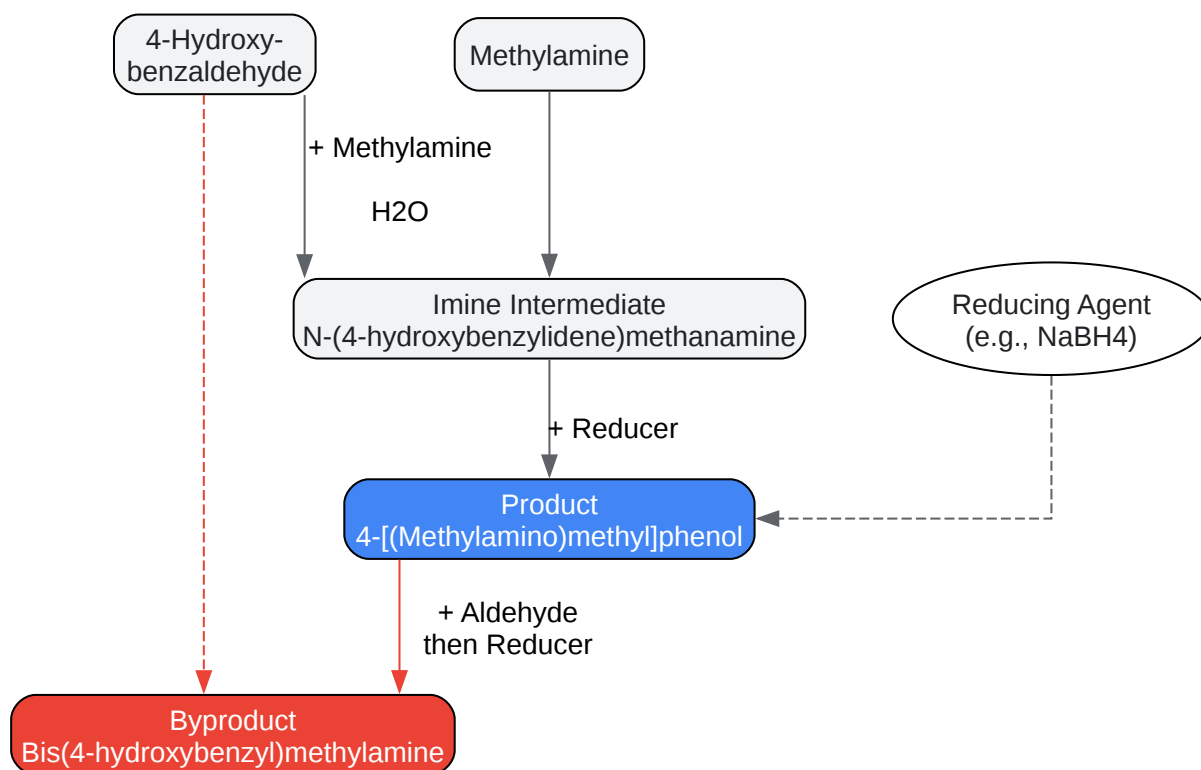 4-Hydroxy-
benzaldehyde
Methylamine
+ Methylamine
H2O
Imine Intermediate
N-(4-hydroxybenzylidene)methanamine
Reducing Agent
(e.g., NaBH4)
+ Reducer
Product
4-[(Methylamino)methyl]phenol
+ Aldehyde
then Reducer
Byproduct
Bis(4-hydroxybenzyl)methylamine